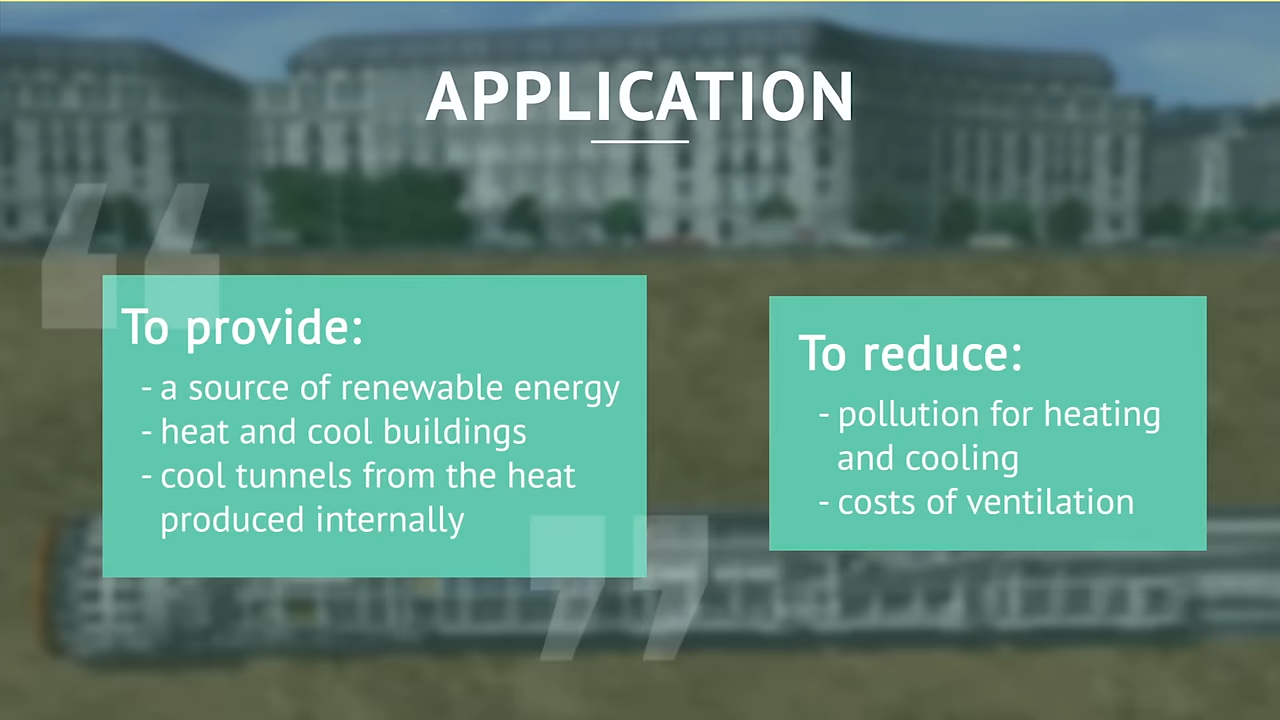 APPLICATION
To provide:
- a source of renewable energy
- heat and cool buildings
- cool tunnels from the heat
produced internally
To reduce:
- pollution for heating
and cooling
- costs of ventilation